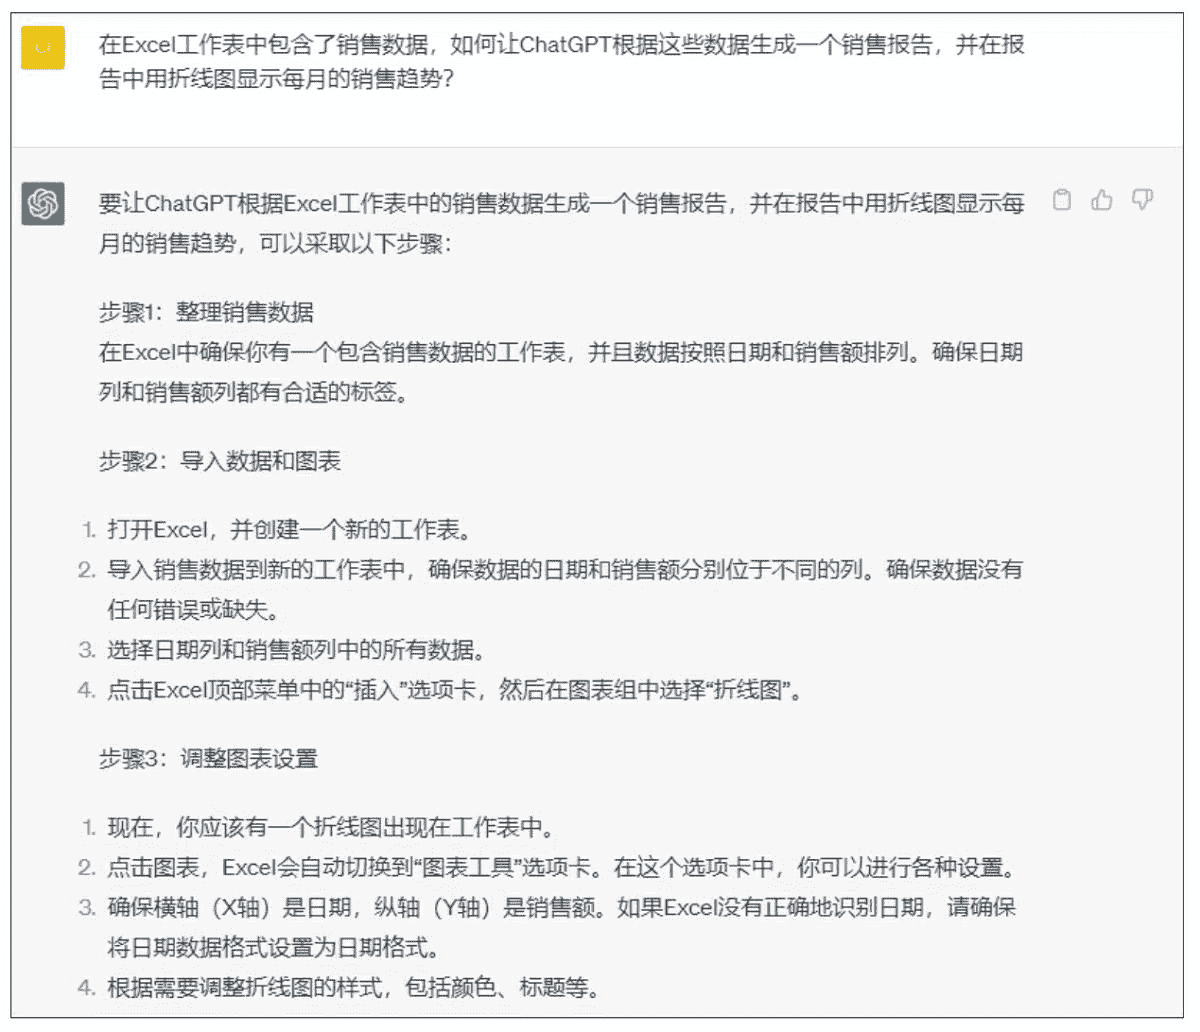 在Excel工作表中包含了销售数据，如何让ChatGPT根据这些数据生成一个销售报告，并在报
告中用折线图显示每月的销售趋势？
要让ChatGPT根据Excel工作表中的销售数据生成一个销售报告，并在报告中用折线图显示每
月的销售趋势，可以采取以下步骤：
步骤1：整理销售数据
在Excel中确保你有一个包含销售数据的工作表，并且数据按照日期和销售额排列。确保日期
列和销售额列都有合适的标签。
步骤2：导入数据和图表
1. 打开Excel，并创建一个新的工作表。
2. 导入销售数据到新的工作表中，确保数据的日期和销售额分别位于不同的列。确保数据没有
任何错误或缺失。
3. 选择日期列和销售额列中的所有数据。
4. 点击Excel顶部菜单中的“插入”选项卡，然后在图表组中选择“折线图”。
步骤3：调整图表设置
1. 现在，你应该有一个折线图出现在工作表中。
2. 点击图表，Excel会自动切换到“图表工具”选项卡。在这个选项卡中，你可以进行各种设置。
3. 确保横轴（X轴）是日期，纵轴（Y轴）是销售额。如果Excel没有正确地识别日期，请确保
将日期数据格式设置为日期格式。
4. 根据需要调整折线图的样式，包括颜色、标题等。